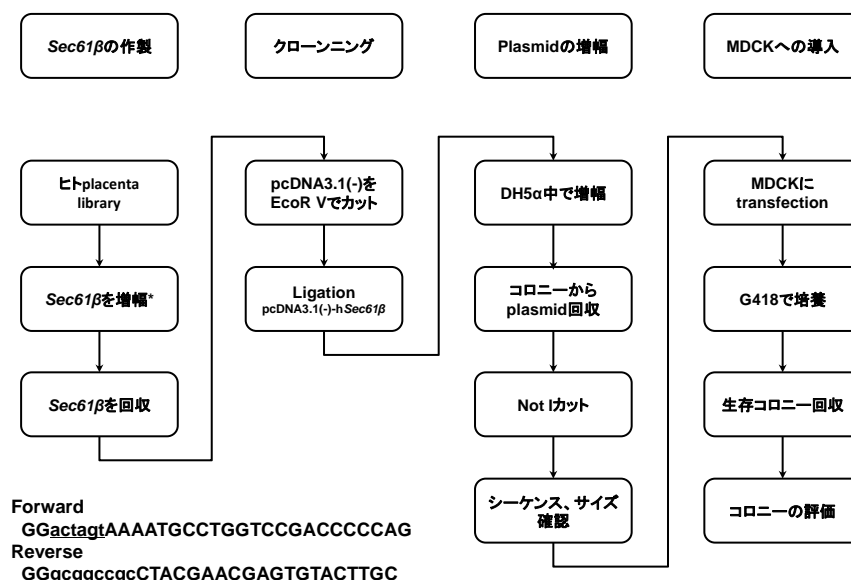 Sec61βの作製
クローンニング
Plasmidの増幅
MDCKへの導入
ヒトplacenta
library
Sec61βを増幅*
Sec61βを回収
pcDNA3.1(-)を
EcoR Vでカット
Ligation
pcDNA3.1(-)-hSec61β
DH5α中で増幅
コロニーから
plasmid回収
Not Iカット
シーケンス、サイズ
確認
MDCKに
transfection
G418で培養
生存コロニー回収
コロニーの評価
Forward
GGactagtAAAATGCCTGGTCCGACCCCCAG
Reverse
GGgcggccgcCTACGAACGAGTGTACTTGC